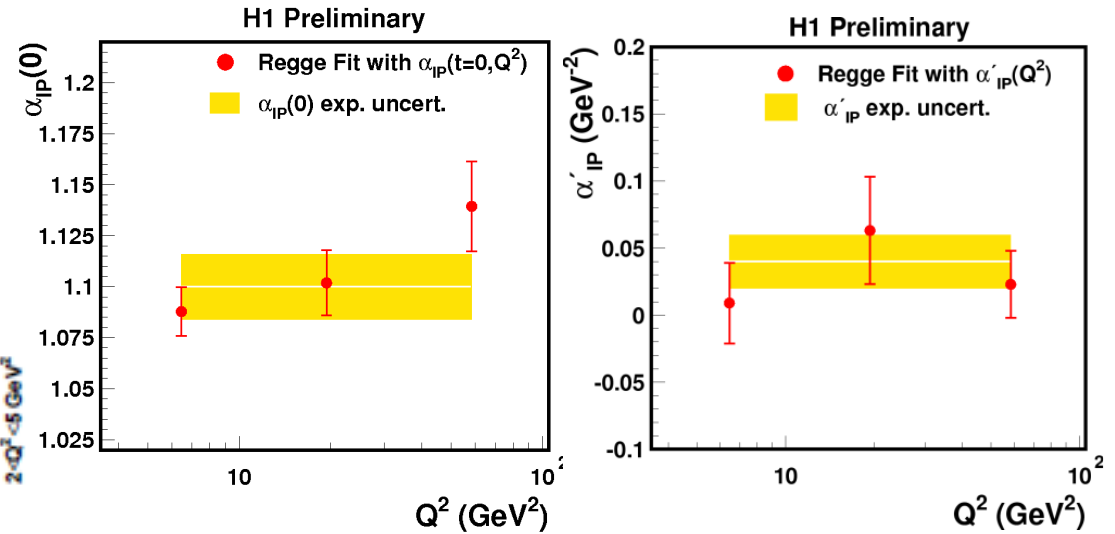 H1 Preliminary
α_IP(0)
Regge Fit with α_IP(t=0,Q²)
α_IP(0) exp. uncert.
1.2
1.175
1.15
1.125
1.1
1.075
1.05
1.025
10
10²
Q² (GeV²)
2<Q²<5 GeV²
H1 Preliminary
α´_IP (GeV⁻²)
Regge Fit with α´_IP(Q²)
α´_IP exp. uncert.
0.2
0.15
0.1
0.05
0
-0.05
-0.1
10
10²
Q² (GeV²)